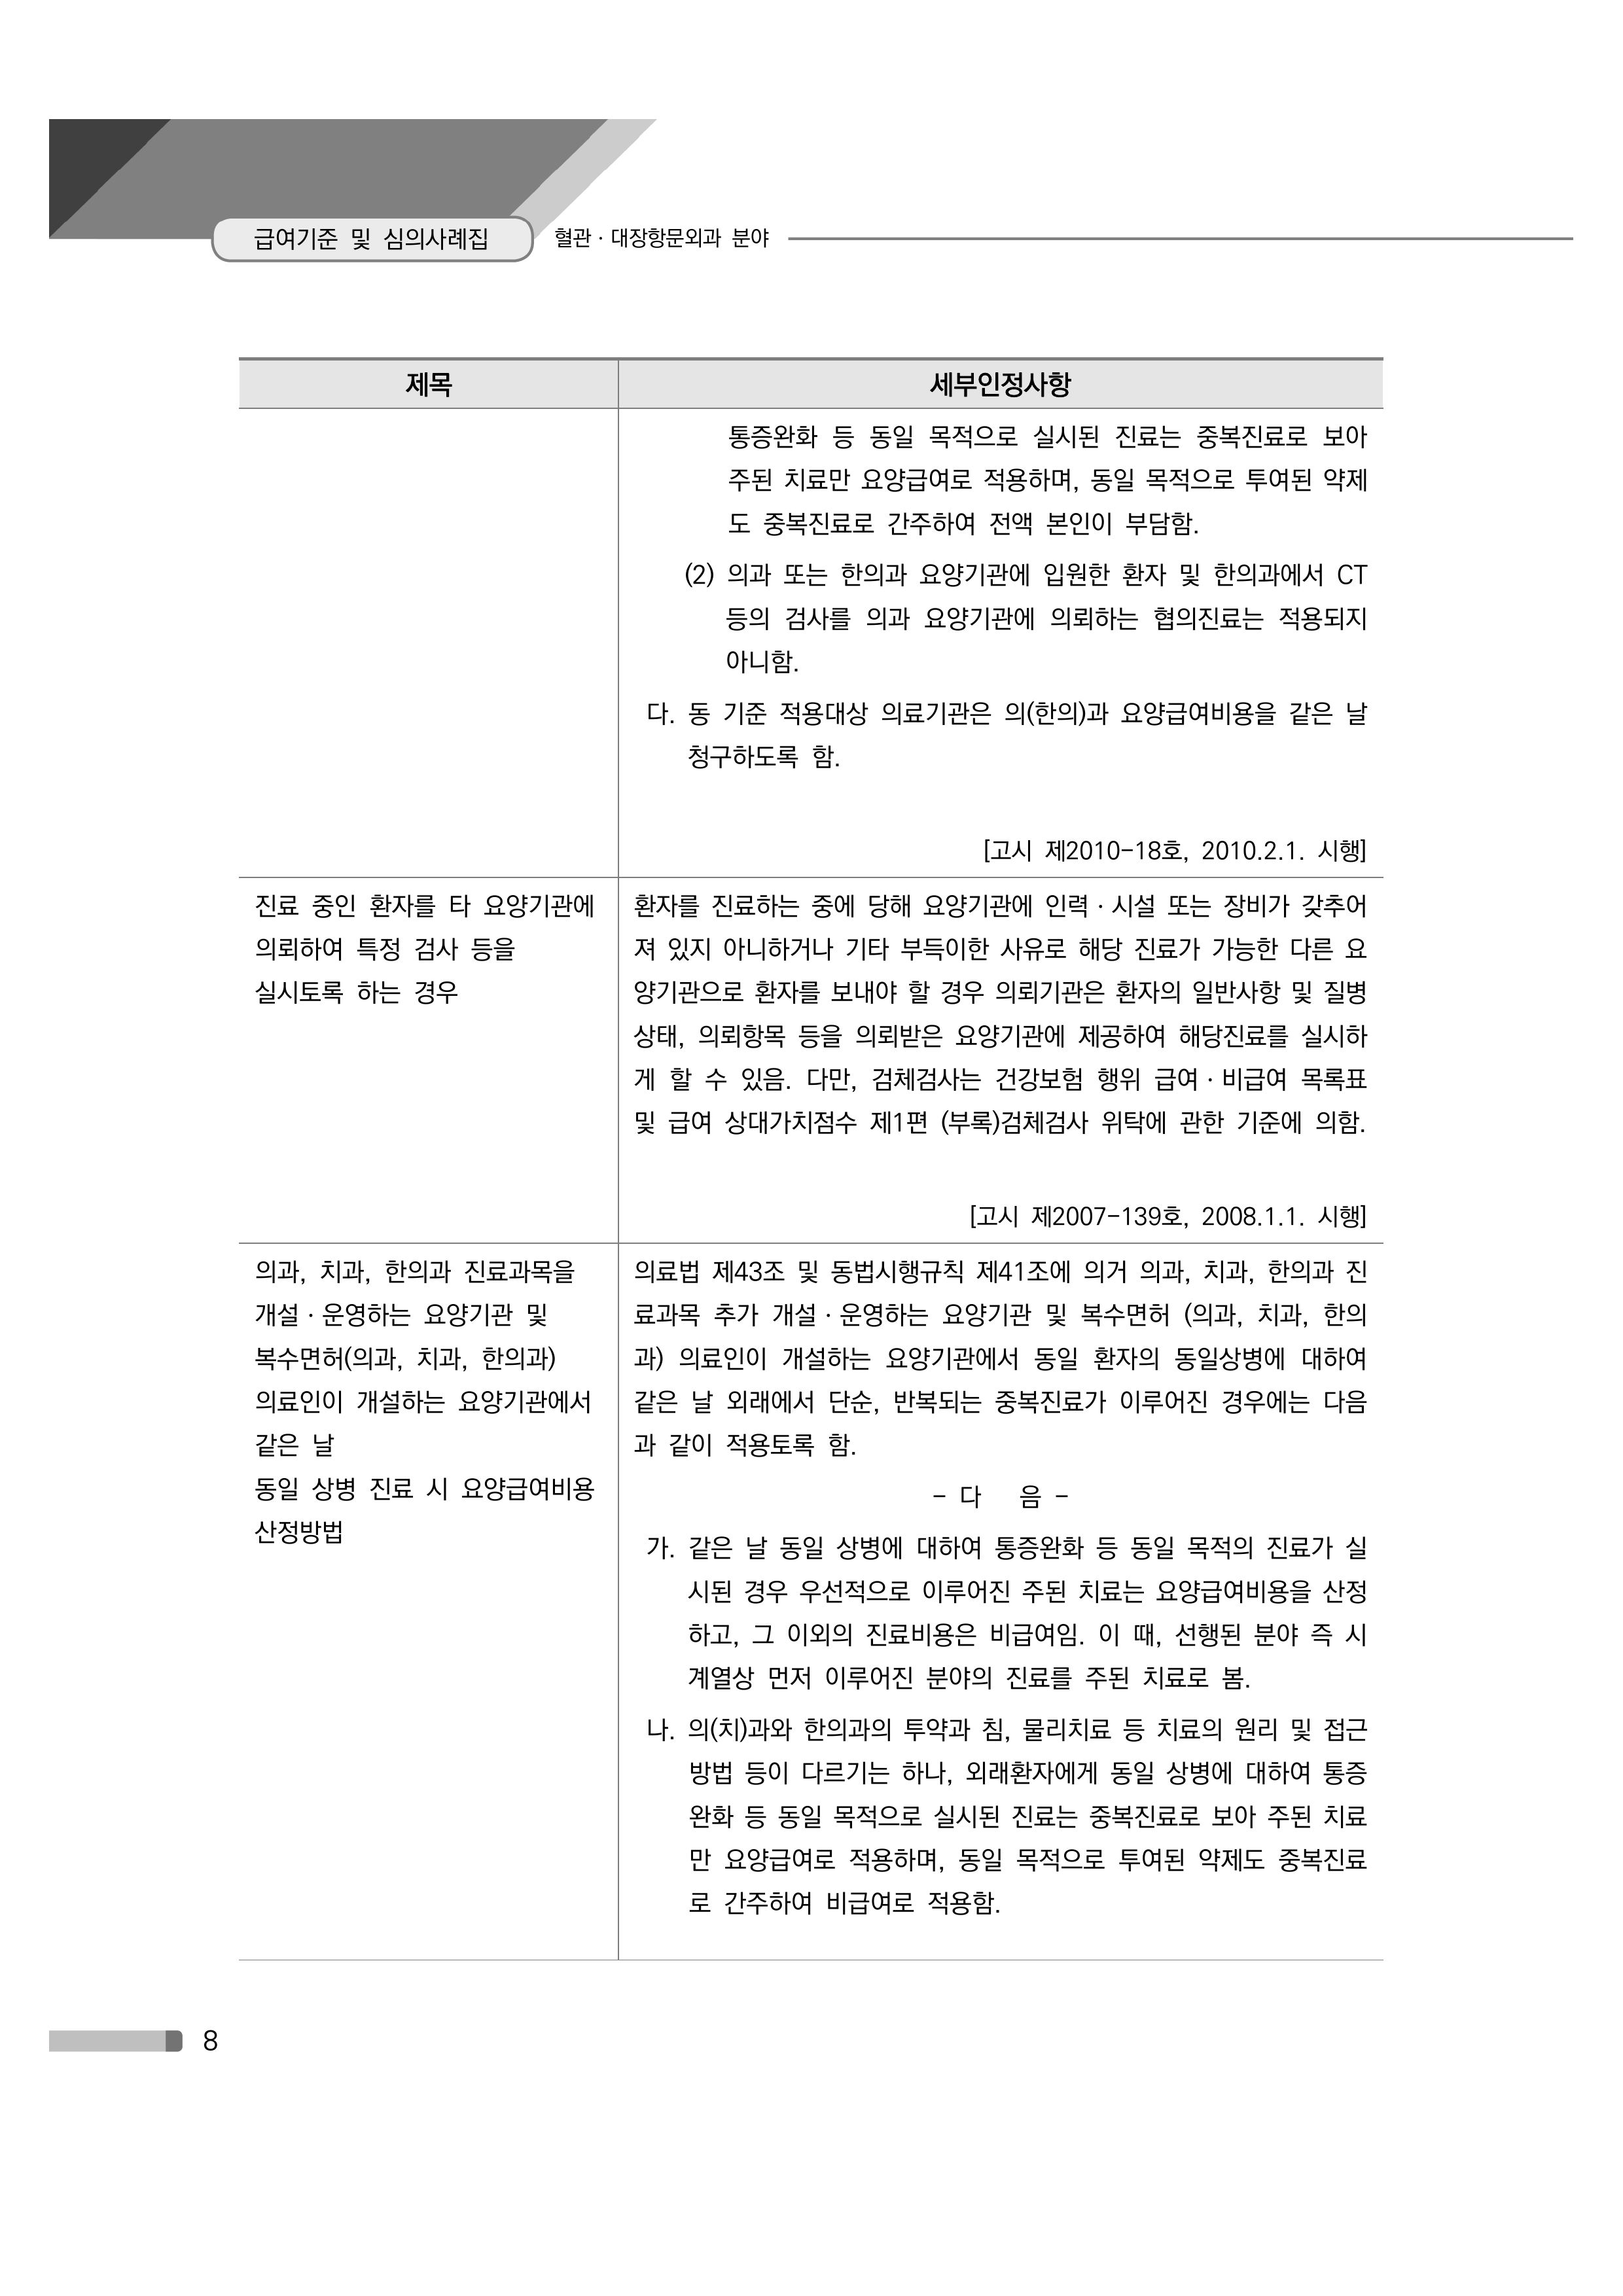 급여기준 및 심의사례집 혈관·대장항문외과 분야
제목 세부인정사항
통증완화 등 동일 목적으로 실시된 진료는 중복진료로 보아
주된 치료만 요양급여로 적용하며, 동일 목적으로 투여된 약제
도 중복진료로 간주하여 전액 본인이 부담함.
(2) 의과 또는 한의과 요양기관에 입원한 환자 및 한의과에서 CT
등의 검사를 의과 요양기관에 의뢰하는 협의진료는 적용되지
아니함.
다. 동 기준 적용대상 의료기관은 의(한의)과 요양급여비용을 같은 날
청구하도록 함.
[고시 제2010-18호, 2010.2.1. 시행]
진료 중인 환자를 타 요양기관에
의뢰하여 특정 검사 등을
실시토록 하는 경우
환자를 진료하는 중에 당해 요양기관에 인력·시설 또는 장비가 갖추어
져 있지 아니하거나 기타 부득이한 사유로 해당 진료가 가능한 다른 요
양기관으로 환자를 보내야 할 경우 의뢰기관은 환자의 일반사항 및 질병
상태, 의뢰항목 등을 의뢰받은 요양기관에 제공하여 해당진료를 실시하
게 할 수 있음. 다만, 검체검사는 건강보험 행위 급여·비급여 목록표
및 급여 상대가치점수 제1편 (부록)검체검사 위탁에 관한 기준에 의함.
[고시 제2007-139호, 2008.1.1. 시행]
의과, 치과, 한의과 진료과목을
개설·운영하는 요양기관 및
복수면허(의과, 치과, 한의과)
의료인이 개설하는 요양기관에서
같은 날
동일 상병 진료 시 요양급여비용
산정방법
의료법 제43조 및 동법시행규칙 제41조에 의거 의과, 치과, 한의과 진
료과목 추가 개설·운영하는 요양기관 및 복수면허 (의과, 치과, 한의
과) 의료인이 개설하는 요양기관에서 동일 환자의 동일상병에 대하여
같은 날 외래에서 단순, 반복되는 중복진료가 이루어진 경우에는 다음
과 같이 적용토록 함.
- 다 음 -
가. 같은 날 동일 상병에 대하여 통증완화 등 동일 목적의 진료가 실
시된 경우 우선적으로 이루어진 주된 치료는 요양급여비용을 산정
하고, 그 이외의 진료비용은 비급여임. 이 때, 선행된 분야 즉 시
계열상 먼저 이루어진 분야의 진료를 주된 치료로 봄.
나. 의(치)과와 한의과의 투약과 침, 물리치료 등 치료의 원리 및 접근
방법 등이 다르기는 하나, 외래환자에게 동일 상병에 대하여 통증
완화 등 동일 목적으로 실시된 진료는 중복진료로 보아 주된 치료
만 요양급여로 적용하며, 동일 목적으로 투여된 약제도 중복진료
로 간주하여 비급여로 적용함.
8